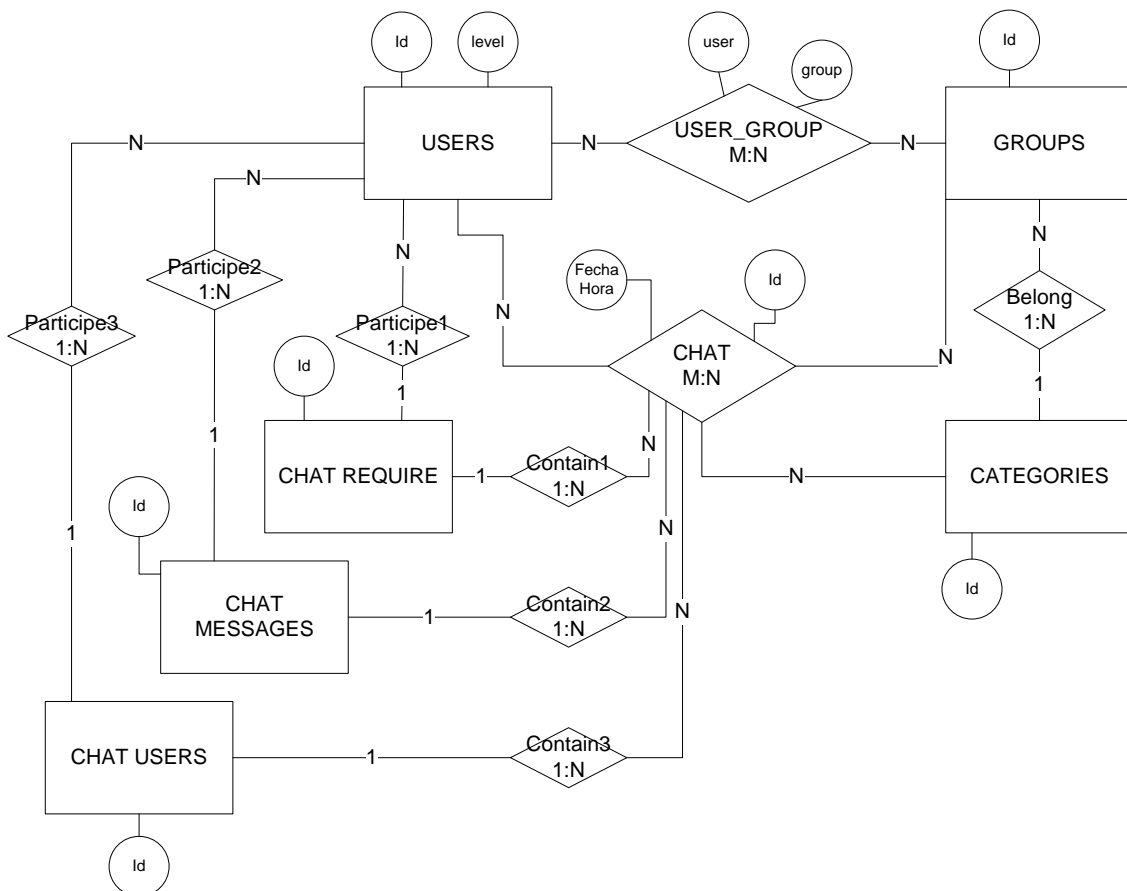 Id
level
user
group
Id
USERS
USER_GROUP
M:N
GROUPS
N
N
N
N
N
N
N
N
Participe2
1:N
Fecha
Hora
Id
Belong
1:N
Participe3
1:N
Participe1
1:N
CHAT
M:N
N
Id
1
1
1
CHAT REQUIRE
1
Contain1
1:N
N
N
CATEGORIES
Id
1
N
N
Id
CHAT
MESSAGES
1
Contain2
1:N
CHAT USERS
1
Contain3
1:N
Id